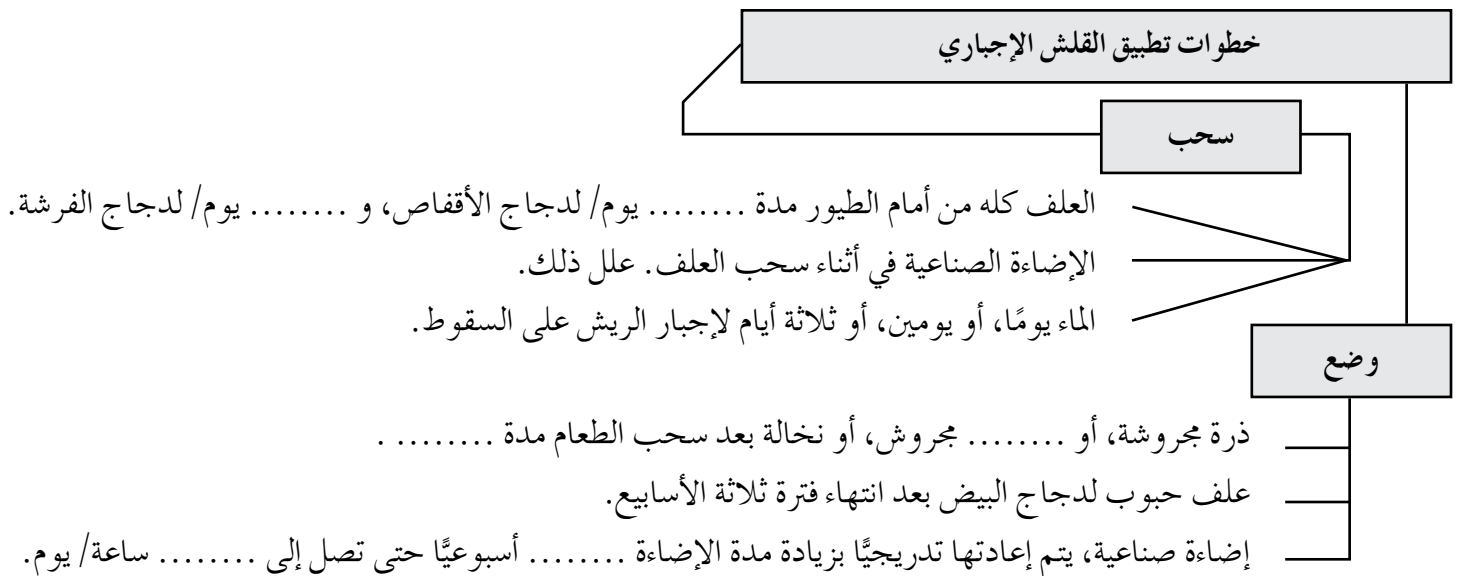 خطوات تطبيق القلش الإجباري
سحب
العلف كله من أمام الطيور مدة ........ يوم/ لدجاج الأقفاص، و ........ يوم/ لدجاج الفرشة.
الإضاءة الصناعية في أثناء سحب العلف. علل ذلك.
الماء يومًا، أو يومين، أو ثلاثة أيام لإجبار الريش على السقوط.
وضع
ذرة مجروشة، أو ........ مجروش، أو نخالة بعد سحب الطعام مدة ........ .
علف حبوب لدجاج البيض بعد انتهاء فترة ثلاثة الأسابيع.
إضاءة صناعية، يتم إعادتها تدريجيًّا بزيادة مدة الإضاءة ........ أسبوعيًّا حتى تصل إلى ........ ساعة/ يوم.